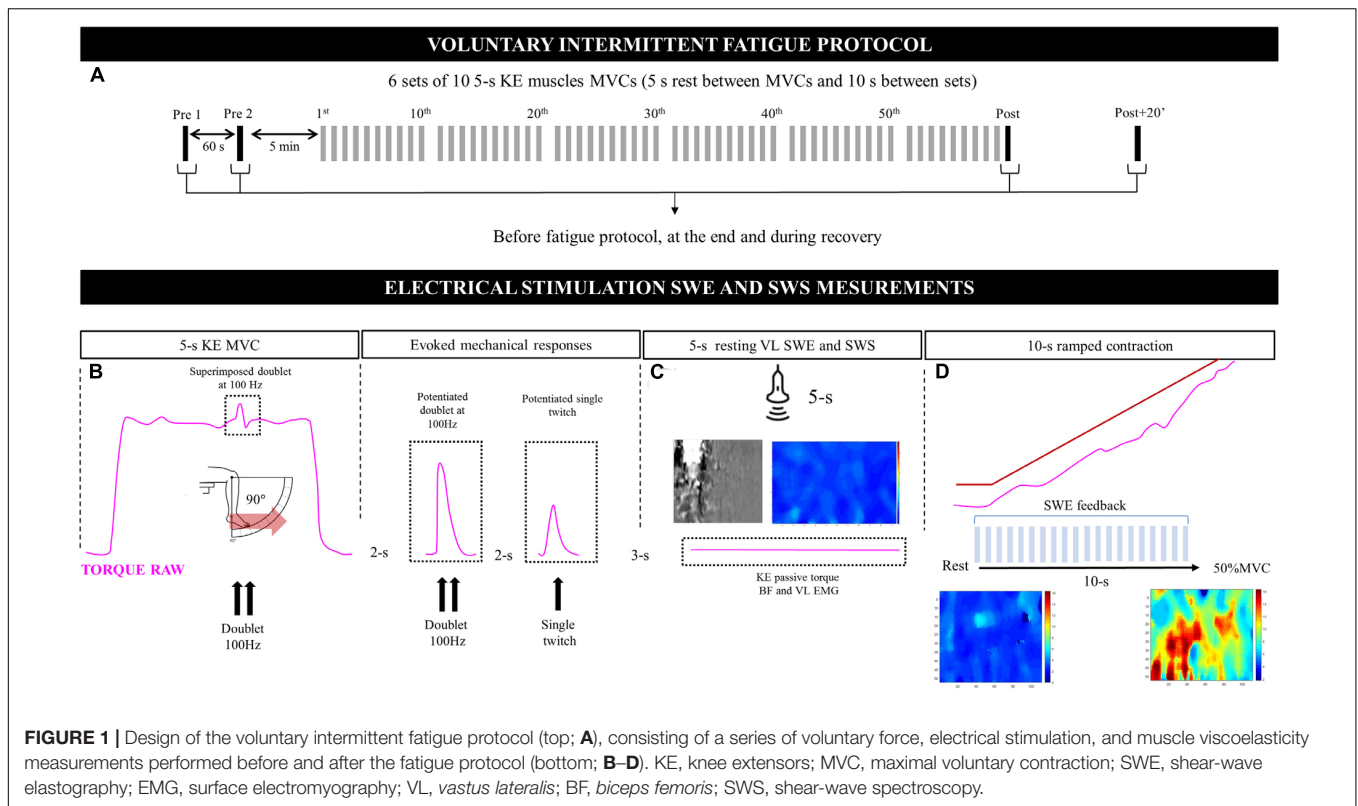 VOLUNTARY INTERMITTENT FATIGUE PROTOCOL
A
6 sets of 10 5-s KE muscles MVCs (5 s rest between MVCs and 10 s between sets)
Pre 1 Pre 2 1st 10th 20th 30th 40th 50th Post Post+20’
60 s 5 min
Before fatigue protocol, at the end and during recovery
ELECTRICAL STIMULATION SWE AND SWS MESUREMENTS
5-s KE MVC
B
Superimposed doublet
at 100 Hz
90°
TORQUE RAW
Doublet
100Hz
2-s
Evoked mechanical responses
Potentiated
doublet at
100Hz
Potentiated single
twitch
2-s
Doublet
100Hz
Single
twitch
3-s
5-s resting VL SWE and SWS
C
5-s
KE passive torque
BF and VL EMG
10-s ramped contraction
D
SWE feedback
Rest
10-s
50%MVC
FIGURE 1 | Design of the voluntary intermittent fatigue protocol (top; A), consisting of a series of voluntary force, electrical stimulation, and muscle viscoelasticity
measurements performed before and after the fatigue protocol (bottom; B–D). KE, knee extensors; MVC, maximal voluntary contraction; SWE, shear-wave
elastography; EMG, surface electromyography; VL, vastus lateralis; BF, biceps femoris; SWS, shear-wave spectroscopy.